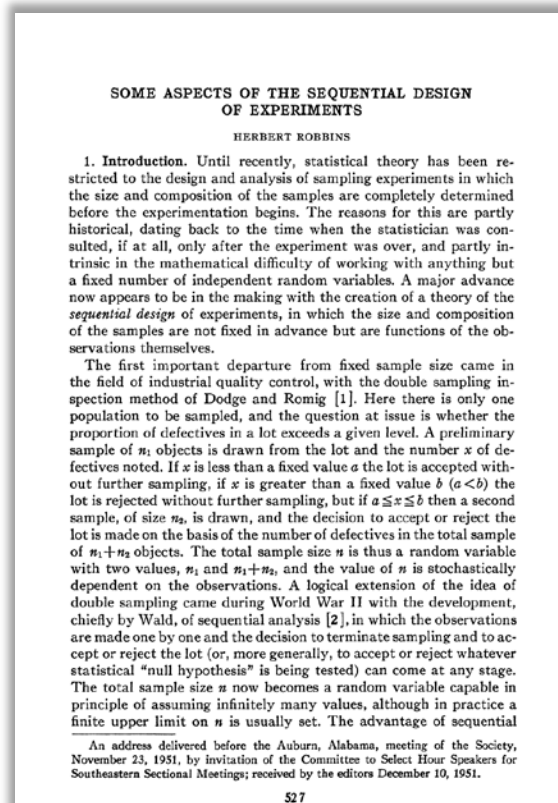 SOME ASPECTS OF THE SEQUENTIAL DESIGN
OF EXPERIMENTS
HERBERT ROBBINS
1. Introduction. Until recently, statistical theory has been re-
stricted to the design and analysis of sampling experiments in which
the size and composition of the samples are completely determined
before the experimentation begins. The reasons for this are partly
historical, dating back to the time when the statistician was con-
sulted, if at all, only after the experiment was over, and partly in-
trinsic in the mathematical difficulty of working with anything but
a fixed number of independent random variables. A major advance
now appears to be in the making with the creation of a theory of the
sequential design of experiments, in which the size and composition
of the samples are not fixed in advance but are functions of the ob-
servations themselves.
The first important departure from fixed sample size came in
the field of industrial quality control, with the double sampling in-
spection method of Dodge and Romig [1]. Here there is only one
population to be sampled, and the question at issue is whether the
proportion of defectives in a lot exceeds a given level. A preliminary
sample of n₁ objects is drawn from the lot and the number x of de-
fectives noted. If x is less than a fixed value a the lot is accepted with-
out further sampling, if x is greater than a fixed value b (a<b) the
lot is rejected without further sampling, but if a≦x≦b then a second
sample, of size n₂, is drawn, and the decision to accept or reject the
lot is made on the basis of the number of defectives in the total sample
of n₁+n₂ objects. The total sample size n is thus a random variable
with two values, n₁ and n₁+n₂, and the value of n is stochastically
dependent on the observations. A logical extension of the idea of
double sampling came during World War II with the development,
chiefly by Wald, of sequential analysis [2], in which the observations
are made one by one and the decision to terminate sampling and to ac-
cept or reject the lot (or, more generally, to accept or reject whatever
statistical “null hypothesis” is being tested) can come at any stage.
The total sample size n now becomes a random variable capable in
principle of assuming infinitely many values, although in practice a
finite upper limit on n is usually set. The advantage of sequential
An address delivered before the Auburn, Alabama, meeting of the Society,
November 23, 1951, by invitation of the Committee to Select Hour Speakers for
Southeastern Sectional Meetings; received by the editors December 10, 1951.
527